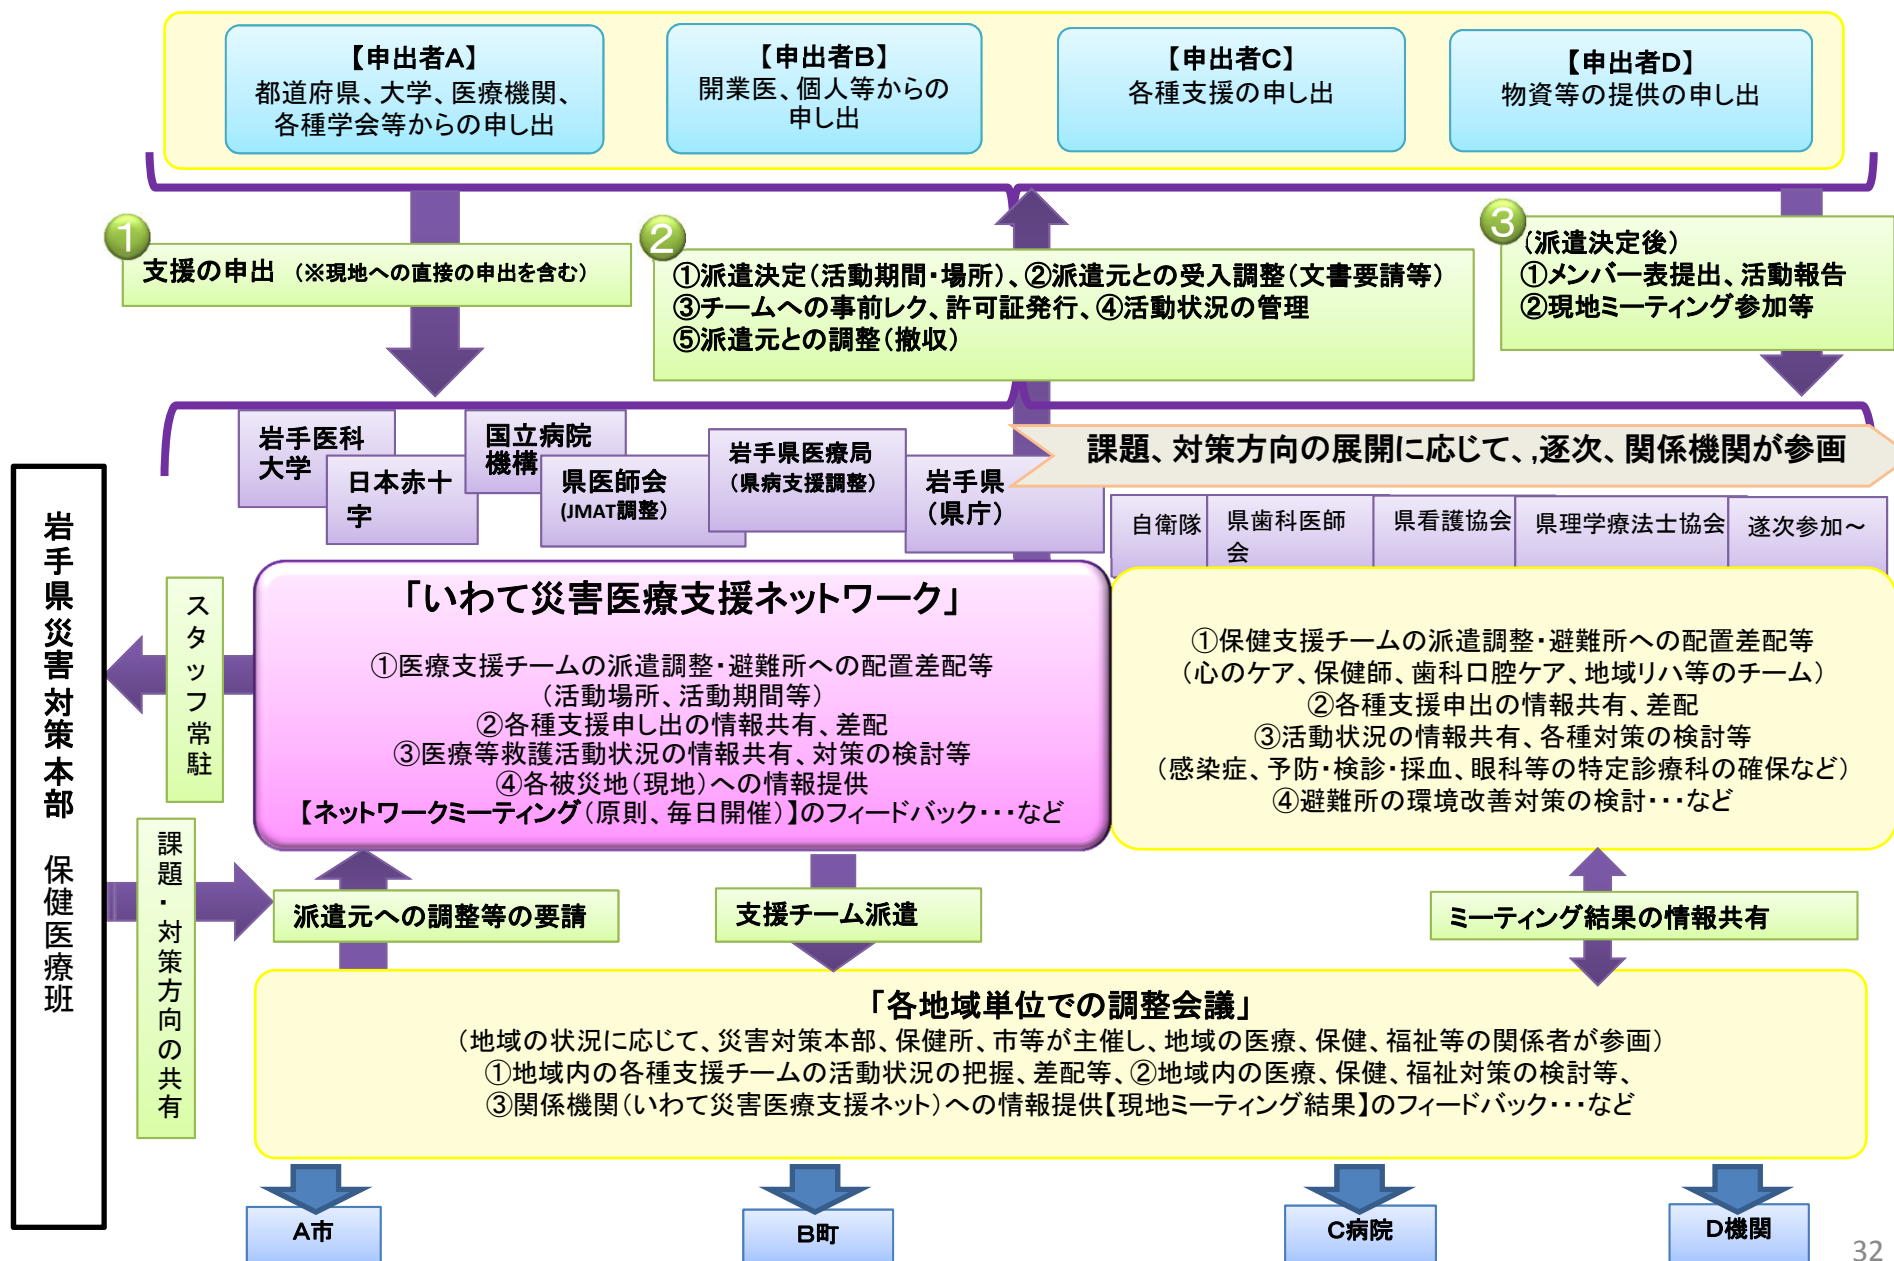 【申出者A】
都道府県、大学、医療機関、
各種学会等からの申し出
【申出者B】
開業医、個人等からの
申し出
【申出者C】
各種支援の申し出
【申出者D】
物資等の提供の申し出
1
支援の申出 (※現地への直接の申出を含む)
2
①派遣決定(活動期間・場所)、②派遣元との受入調整(文書要請等)
③チームへの事前レク、許可証発行、④活動状況の管理
⑤派遣元との調整(撤収)
3
(派遣決定後)
①メンバー表提出、活動報告
②現地ミーティング参加等
岩手医科
大学
日本赤十
字
国立病院
機構
県医師会
(JMAT調整)
岩手県医療局
(県病支援調整)
岩手県
(県庁)
課題、対策方向の展開に応じて、,逐次、関係機関が参画
自衛隊
県歯科医師
会
県看護協会
県理学療法士協会
遂次参加～
岩手県災害対策本部 保健医療班
スタッフ常駐
課題・対策方向の共有
「いわて災害医療支援ネットワーク」
①医療支援チームの派遣調整・避難所への配置差配等
(活動場所、活動期間等)
②各種支援申し出の情報共有、差配
③医療等救護活動状況の情報共有、対策の検討等
④各被災地(現地)への情報提供
【ネットワークミーティング(原則、毎日開催)】のフィードバック・・・など
①保健支援チームの派遣調整・避難所への配置差配等
(心のケア、保健師、歯科口腔ケア、地域リハ等のチーム)
②各種支援申出の情報共有、差配
③活動状況の情報共有、各種対策の検討等
(感染症、予防・検診・採血、眼科等の特定診療科の確保など)
④避難所の環境改善対策の検討・・・など
派遣元への調整等の要請
支援チーム派遣
ミーティング結果の情報共有
「各地域単位での調整会議」
(地域の状況に応じて、災害対策本部、保健所、市等が主催し、地域の医療、保健、福祉等の関係者が参画)
①地域内の各種支援チームの活動状況の把握、差配等、②地域内の医療、保健、福祉対策の検討等、
③関係機関(いわて災害医療支援ネット)への情報提供【現地ミーティング結果】のフィードバック・・・など
A市
B町
C病院
D機関
32